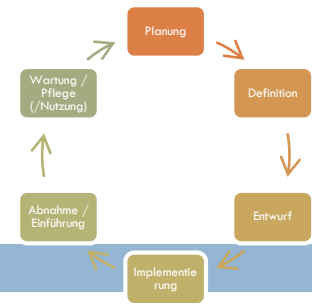 Planung
Definition
Entwurf
Implementie
rung
Abnahme /
Einführung
Wartung /
Pflege
(/Nutzung)